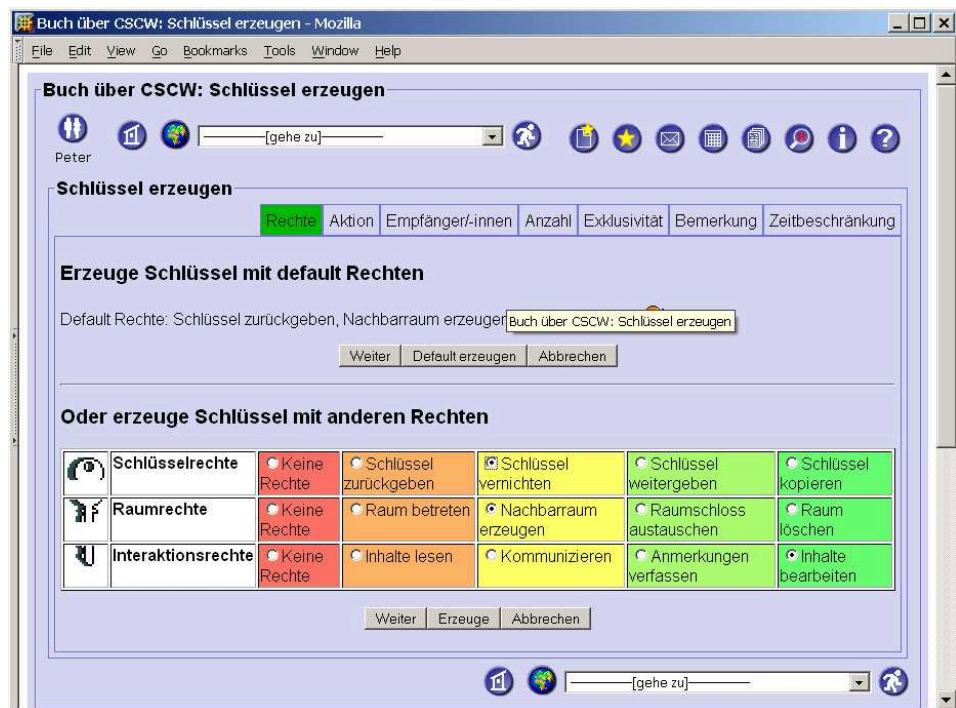 Buch über CSCW: Schlüssel erzeugen - Mozilla
File Edit View Go Bookmarks Tools Window Help
Buch über CSCW: Schlüssel erzeugen
-[gehe zu]-
Peter
Schlüssel erzeugen
Rechte Aktion Empfänger/-innen Anzahl Exklusivität Bemerkung Zeitbeschränkung
Erzeuge Schlüssel mit default Rechten
Default Rechte: Schlüssel zurückgeben, Nachbarraum erzeugen
Buch über CSCW: Schlüssel erzeugen
Weiter Default erzeugen Abbrechen
Oder erzeuge Schlüssel mit anderen Rechten
Schlüsselrechte Keine Schlüssel Schlüssel Schlüssel Schlüssel
Rechte zurückgeben vernichten weitergeben kopieren
Raumrechte Keine Raum betreten Nachbarraum Raumschloss Raum
Rechte erzeugen austauschen löschen
Interaktionsrechte Keine Inhalte lesen Kommunizieren Anmerkungen Inhalte
Rechte verfassen bearbeiten
Weiter Erzeuge Abbrechen
-[gehe zu]-